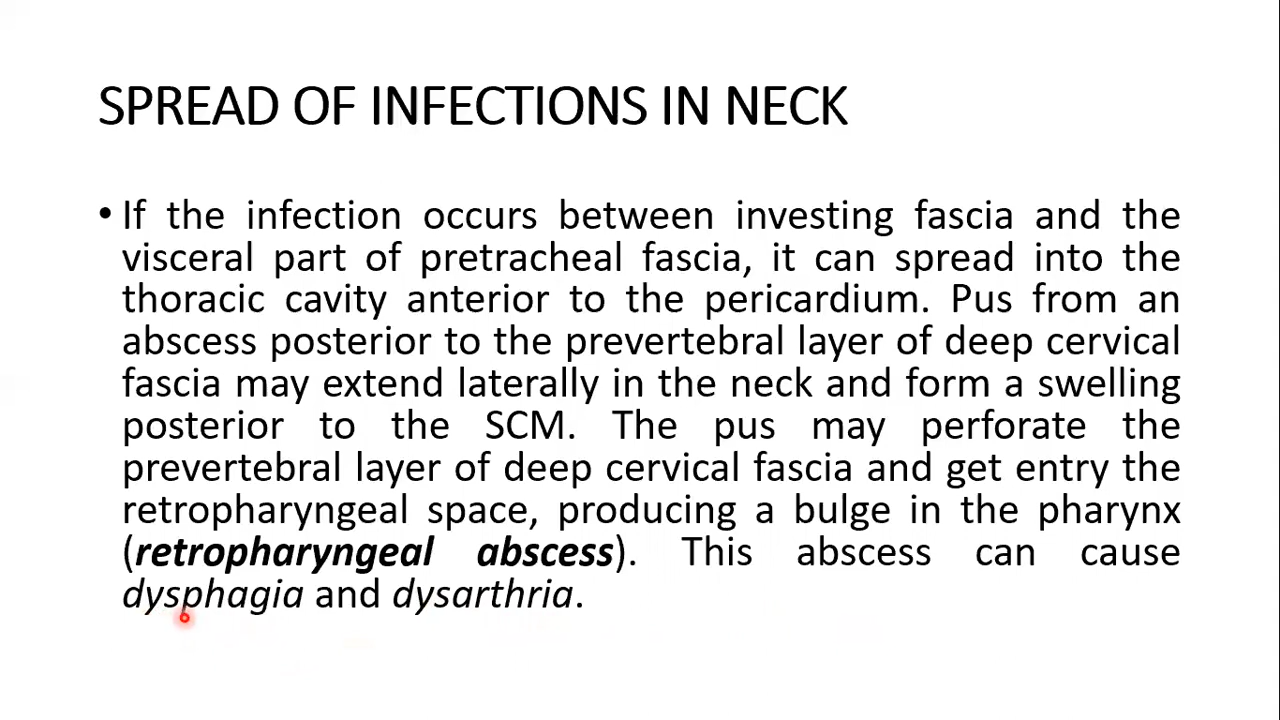 SPREAD OF INFECTIONS IN NECK
• If the infection occurs between investing fascia and the
visceral part of pretracheal fascia, it can spread into the
thoracic cavity anterior to the pericardium. Pus from an
abscess posterior to the prevertebral layer of deep cervical
fascia may extend laterally in the neck and form a swelling
posterior to the SCM. The pus may perforate the
prevertebral layer of deep cervical fascia and get entry the
retropharyngeal space, producing a bulge in the pharynx
(retropharyngeal abscess). This abscess can cause
dysphagia and dysarthria.